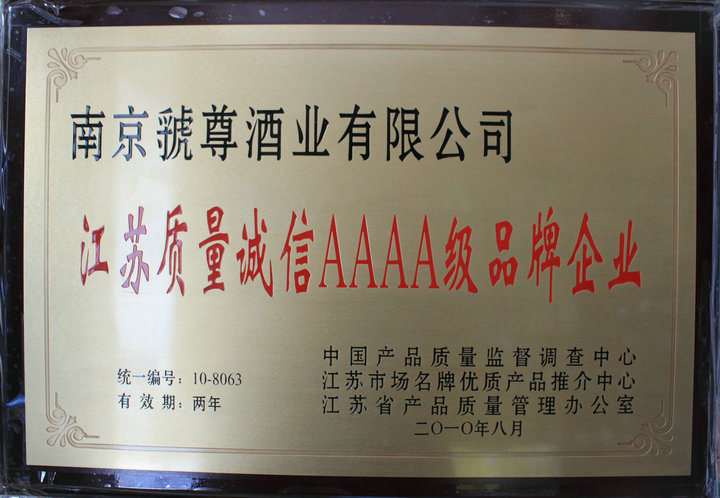 南京虢尊酒业有限公司
江苏质量诚信AAAA级品牌企业
统一编号：10-8063
有效期：两年
中国产品质量监督调查中心
江苏市场名牌优质产品推介中心
江苏省产品质量管理办公室
二〇一〇年八月